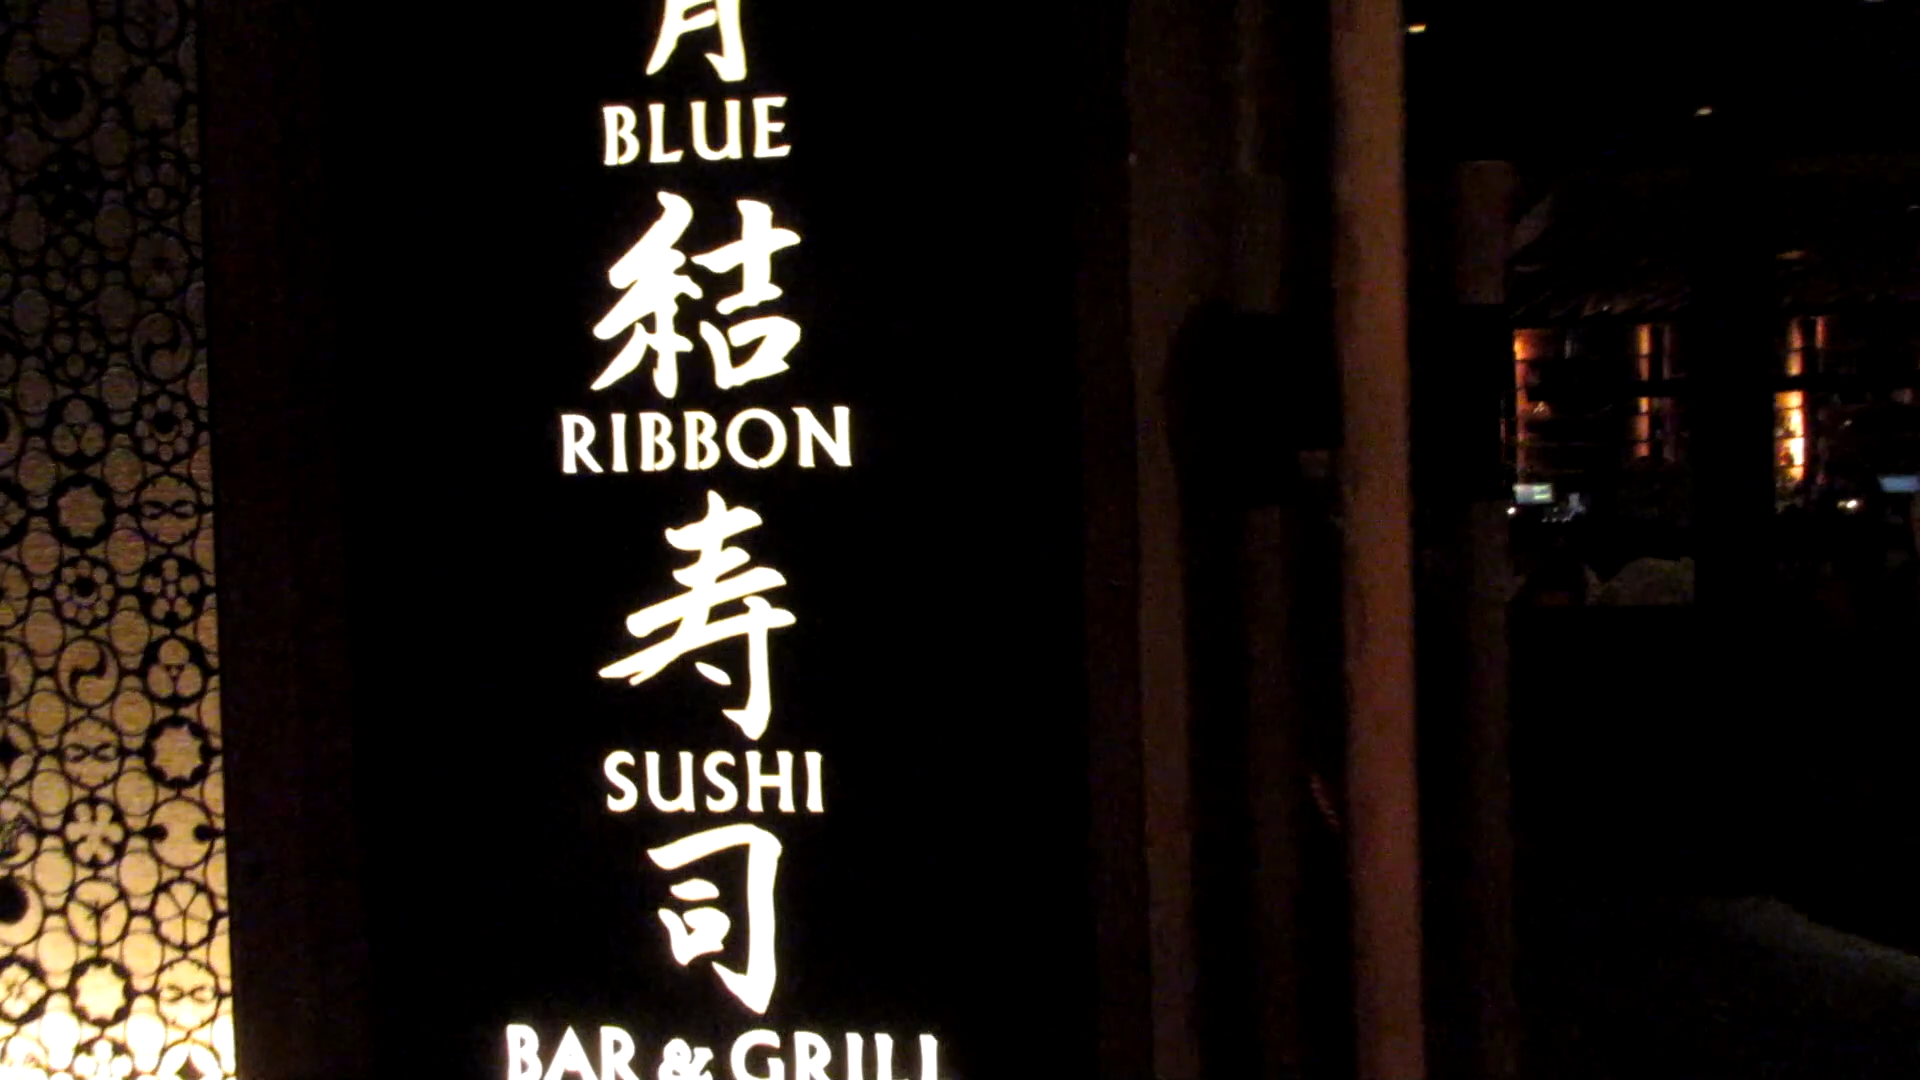 BLUE
結
RIBBON
寿
SUSHI
司
BAR & GRILL